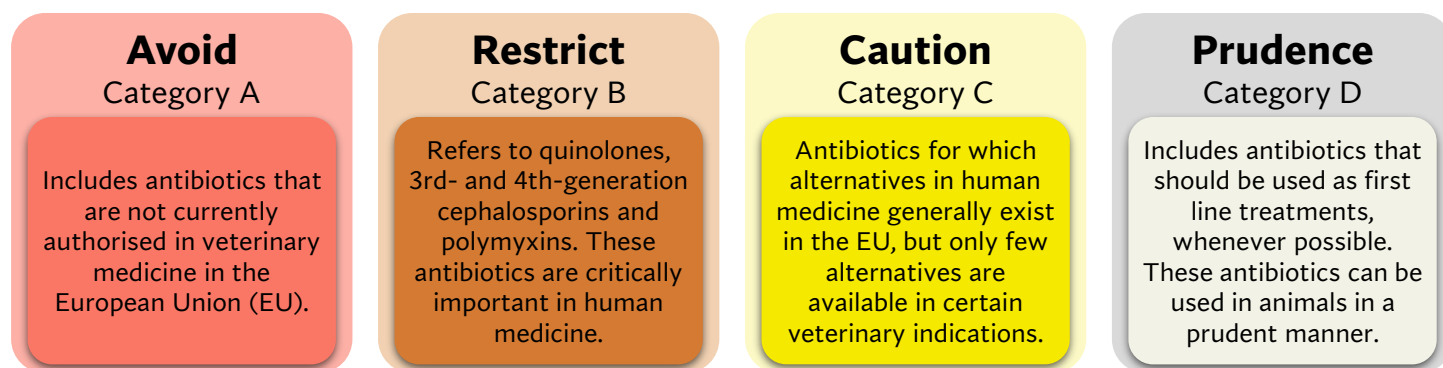 Avoid
Category A
Includes antibiotics that
are not currently
authorised in veterinary
medicine in the
European Union (EU).
Restrict
Category B
Refers to quinolones,
3rd- and 4th-generation
cephalosporins and
polymyxins. These
antibiotics are critically
important in human
medicine.
Caution
Category C
Antibiotics for which
alternatives in human
medicine generally exist
in the EU, but only few
alternatives are
available in certain
veterinary indications.
Prudence
Category D
Includes antibiotics that
should be used as first
line treatments,
whenever possible.
These antibiotics can be
used in animals in a
prudent manner.